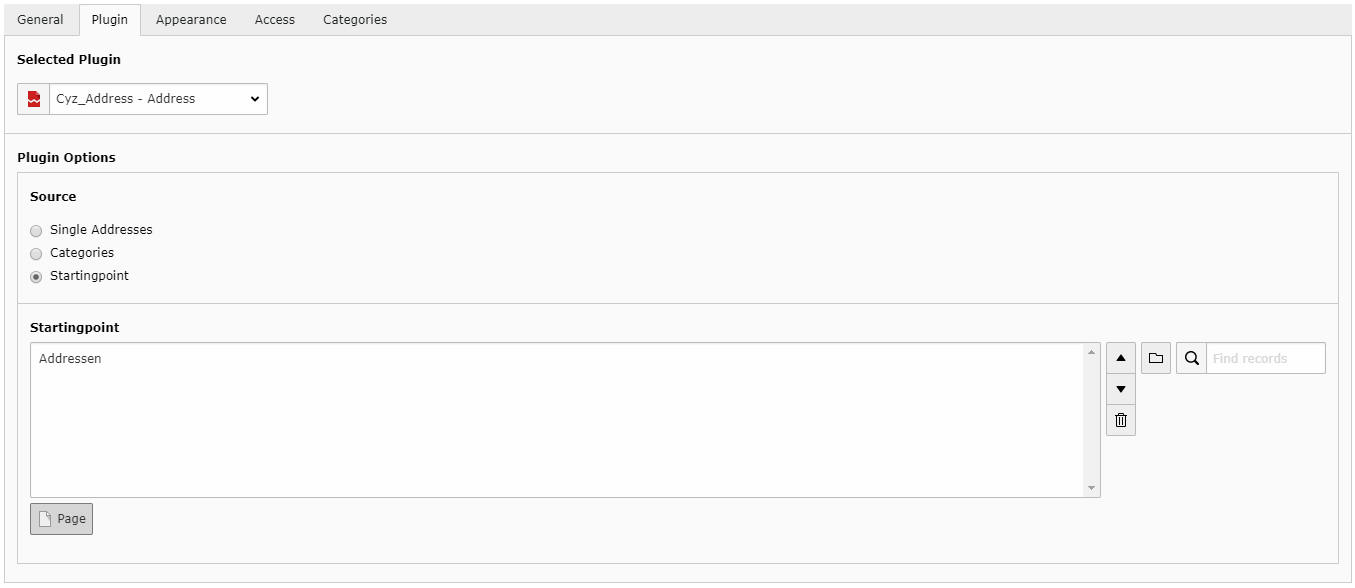 General Plugin Appearance Access Categories
Selected Plugin
Cyz_Address - Address
Plugin Options
Source
Single Addresses
Categories
Startingpoint
Startingpoint
Addressen
Find records
Page